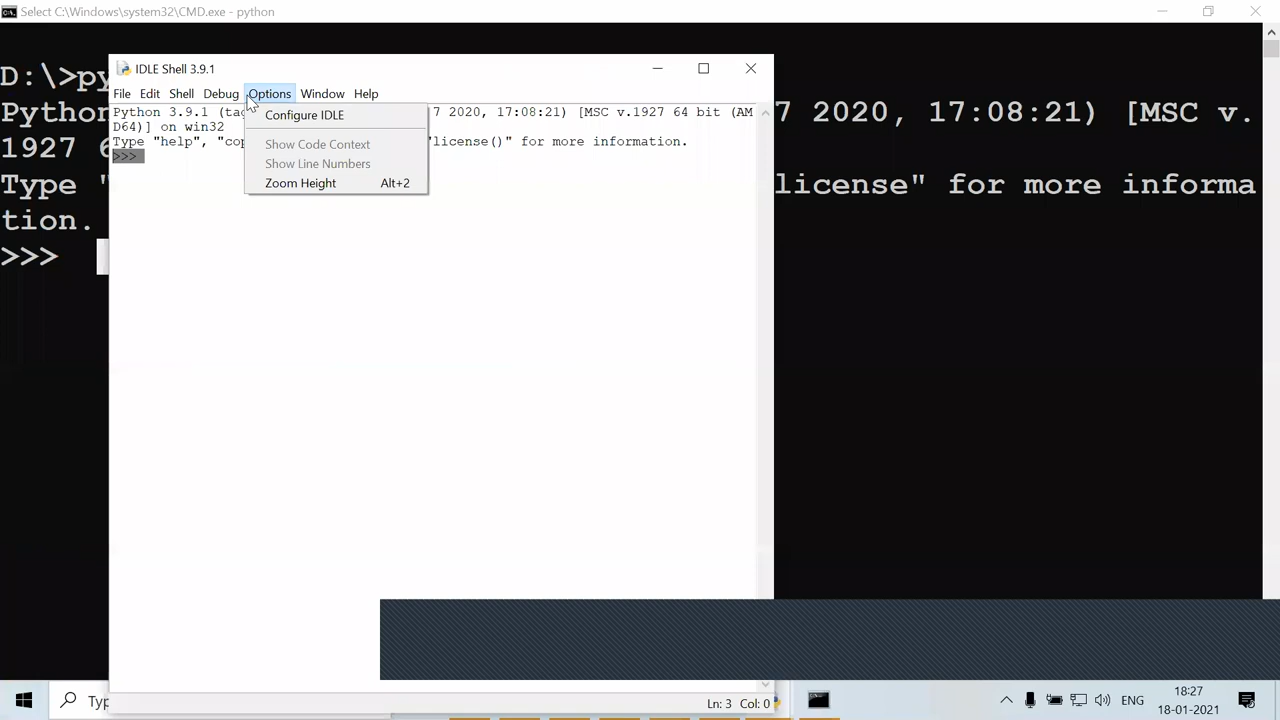 Select C:\Windows\system32\CMD.exe - python
D:\>py
Python
7 2020, 17:08:21) [MSC v.
1927 6
Type "
license" for more informa
tion.
>>>
IDLE Shell 3.9.1
File Edit Shell Debug Options Window Help
Python 3.9.1 (tag 7 2020, 17:08:21) [MSC v.1927 64 bit (AM
D64)] on win32
Type "help", "cop "license()" for more information.
>>>
Configure IDLE
Show Code Context
Show Line Numbers
Zoom Height Alt+2
Ln: 3 Col: 0
Typ
ENG
18:27
18-01-2021